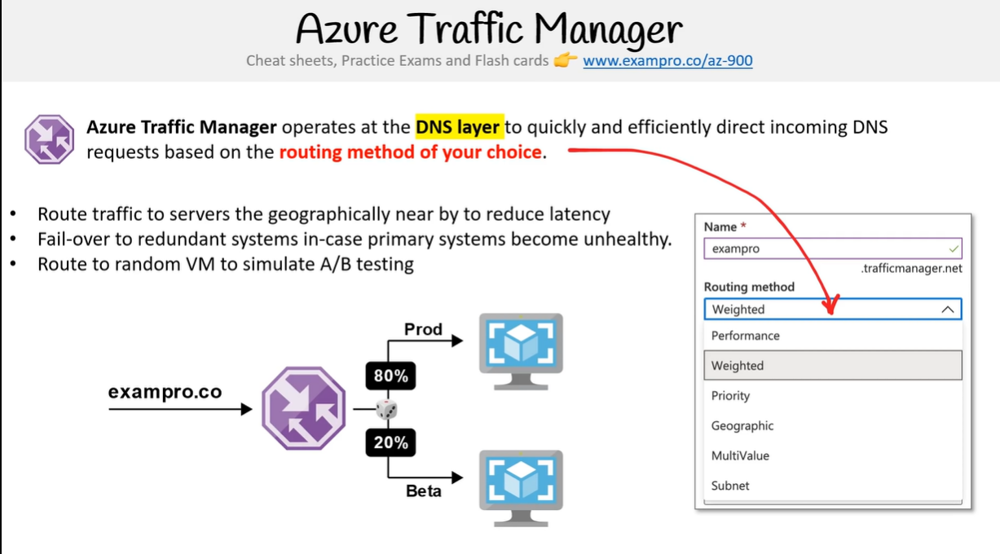 Azure Traffic Manager
Cheat sheets, Practice Exams and Flash cards 👉 www.exampro.co/az-900
Azure Traffic Manager operates at the DNS layer to quickly and efficiently direct incoming DNS
requests based on the routing method of your choice.
• Route traffic to servers the geographically near by to reduce latency
• Fail-over to redundant systems in-case primary systems become unhealthy.
• Route to random VM to simulate A/B testing
exampro.co
Prod
80%
20%
Beta
Name *
exampro
.trafficmanager.net
Routing method
Weighted
Performance
Weighted
Priority
Geographic
MultiValue
Subnet